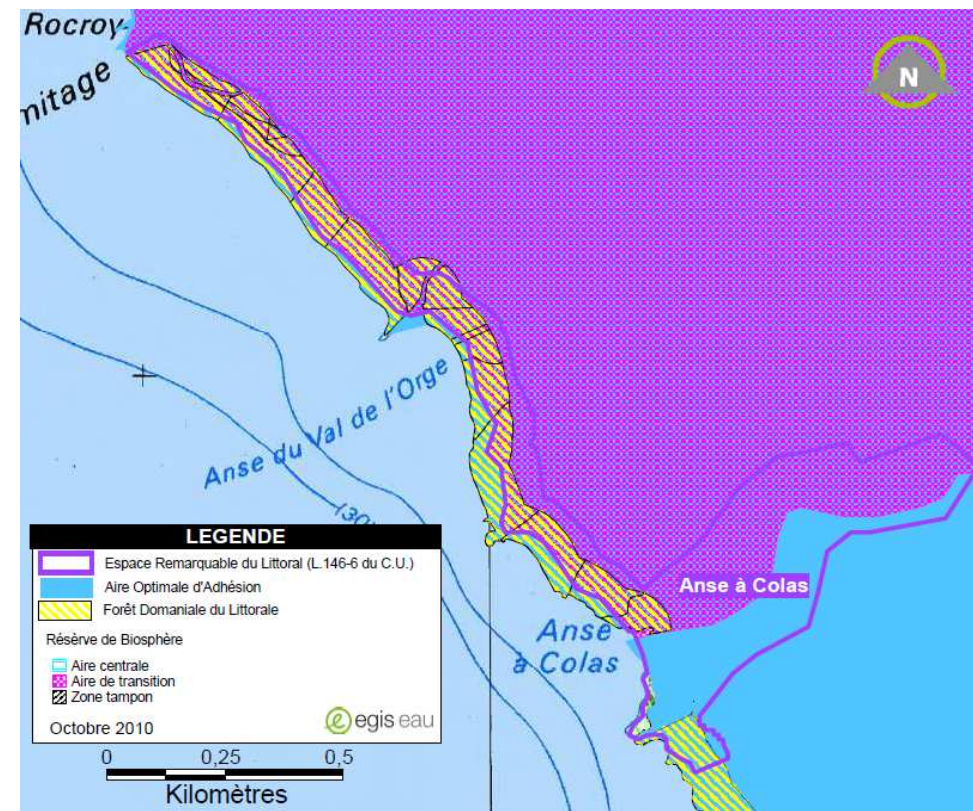 Rocroy
mitage
N
Anse du Val de l'Orge
(30)
Anse à Colas
Anse
à Colas
LEGENDE
Espace Remarquable du Littoral (L.146-6 du C.U.)
Aire Optimale d'Adhésion
Forêt Domaniale du Littorale
Résèrve de Biosphère
Aire centrale
Aire de transition
Zone tampon
Octobre 2010
egis eau
0 0,25 0,5
Kilomètres